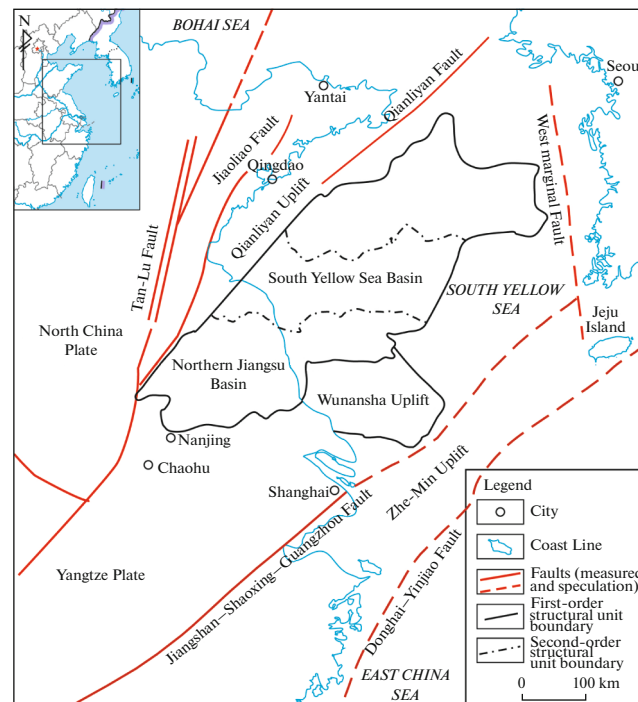 N
BOHAI SEA
Seou
Yantai
Qianliyan Fault
Jiaoliao Fault
West marginal Fault
Qingdao
Qianliyan Uplift
Tan-Lu Fault
South Yellow Sea Basin
SOUTH YELLOW
SEA
North China
Plate
Jeju
Island
Northern Jiangsu
Basin
Wunansha Uplift
Nanjing
Chaohu
Shanghai
Zhe-Min Uplift
Yangtze Plate
Jiangshan–Shaoxing–Guangzhou Fault
Donghai–Yinjiao Fault
EAST CHINA
SEA
Legend
City
Coast Line
Faults (measured
and speculation)
First-order
structural unit
boundary
Second-order
structural
unit boundary
0 100 km